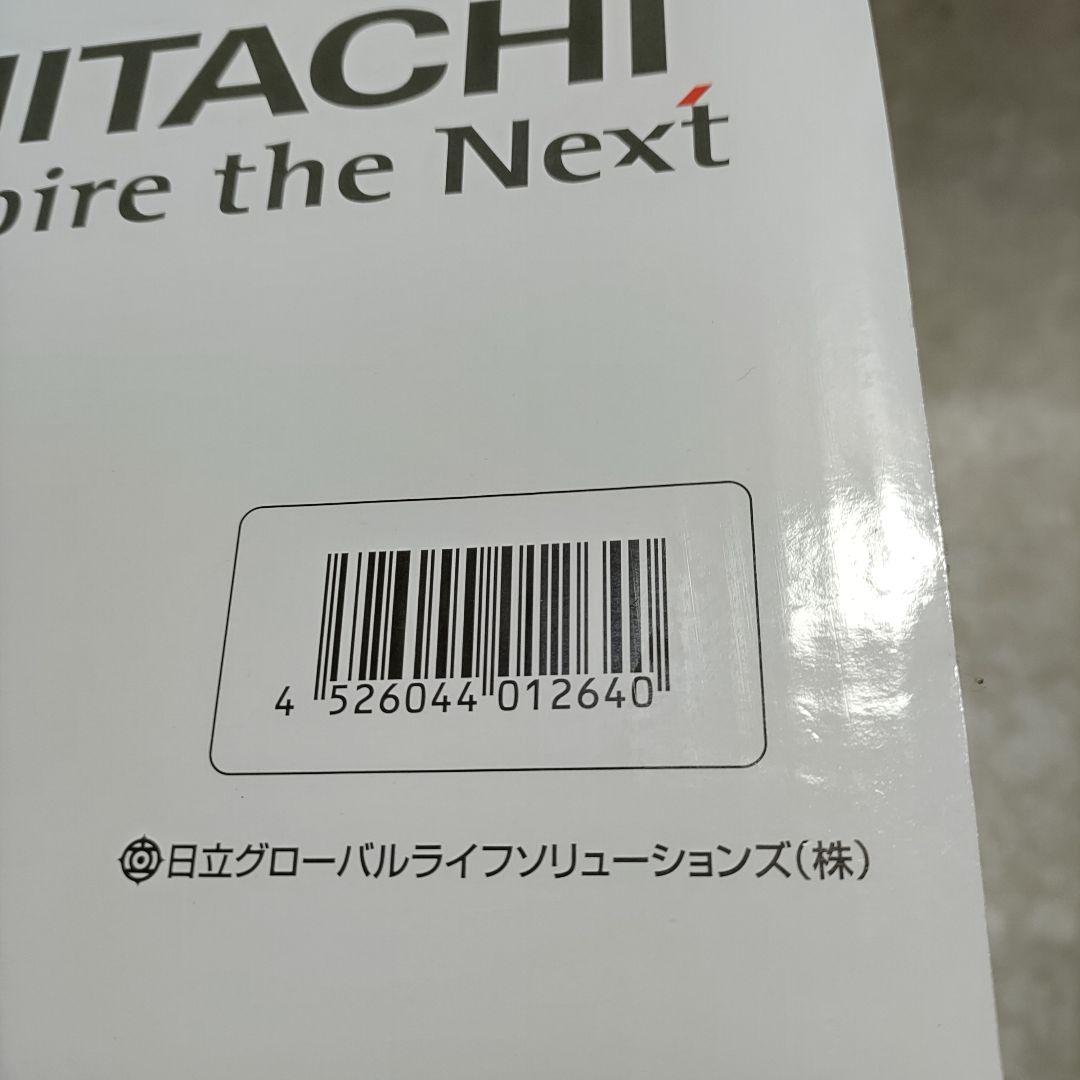 HITACHI
pire the Next
4 526044 012640
日立グローバルライフソリューションズ(株)